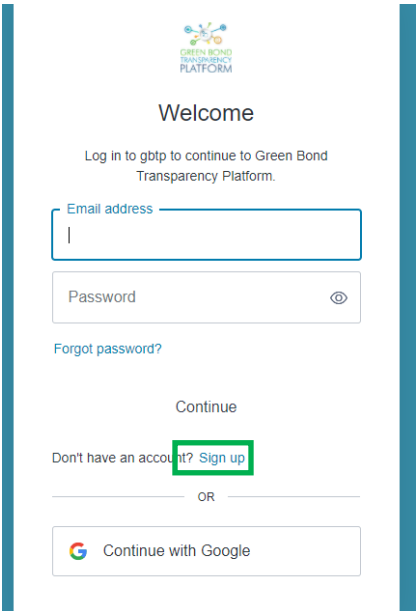 GREEN BOND
TRANSPARENCY
PLATFORM
Welcome
Log in to gbtp to continue to Green Bond
Transparency Platform.
Email address
Password
Forgot password?
Continue
Don't have an account? Sign up
OR
Continue with Google